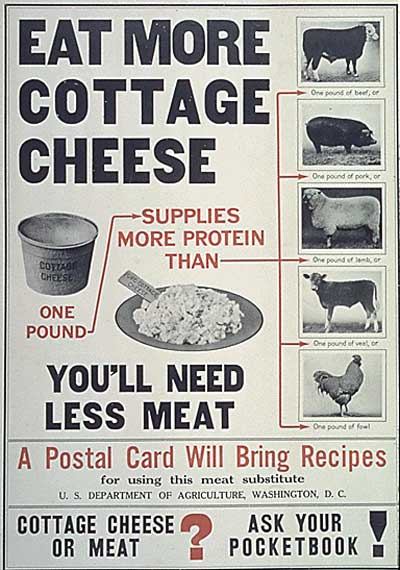 EAT MORE
COTTAGE
CHEESE
One pound of beef, or
One pound of pork, or
One pound of lamb, or
One pound of veal, or
One pound of fowl
COTTAGE
CHEESE
ONE
POUND
SUPPLIES
MORE PROTEIN
THAN
YOU'LL NEED
LESS MEAT
A Postal Card Will Bring Recipes
for using this meat substitute
U. S. DEPARTMENT OF AGRICULTURE, WASHINGTON, D. C.
COTTAGE CHEESE
OR MEAT ?
ASK YOUR
POCKETBOOK !